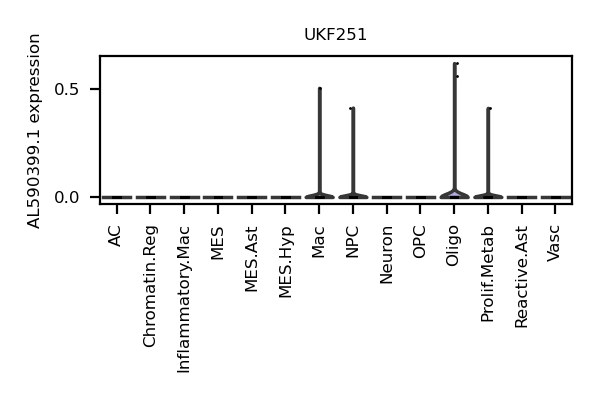 UKF251
AL590399.1 expression
0.5
0.0
AC
Chromatin.Reg
Inflammatory.Mac
MES
MES.Ast
MES.Hyp
Mac
NPC
Neuron
OPC
Oligo
Prolif.Metab
Reactive.Ast
Vasc